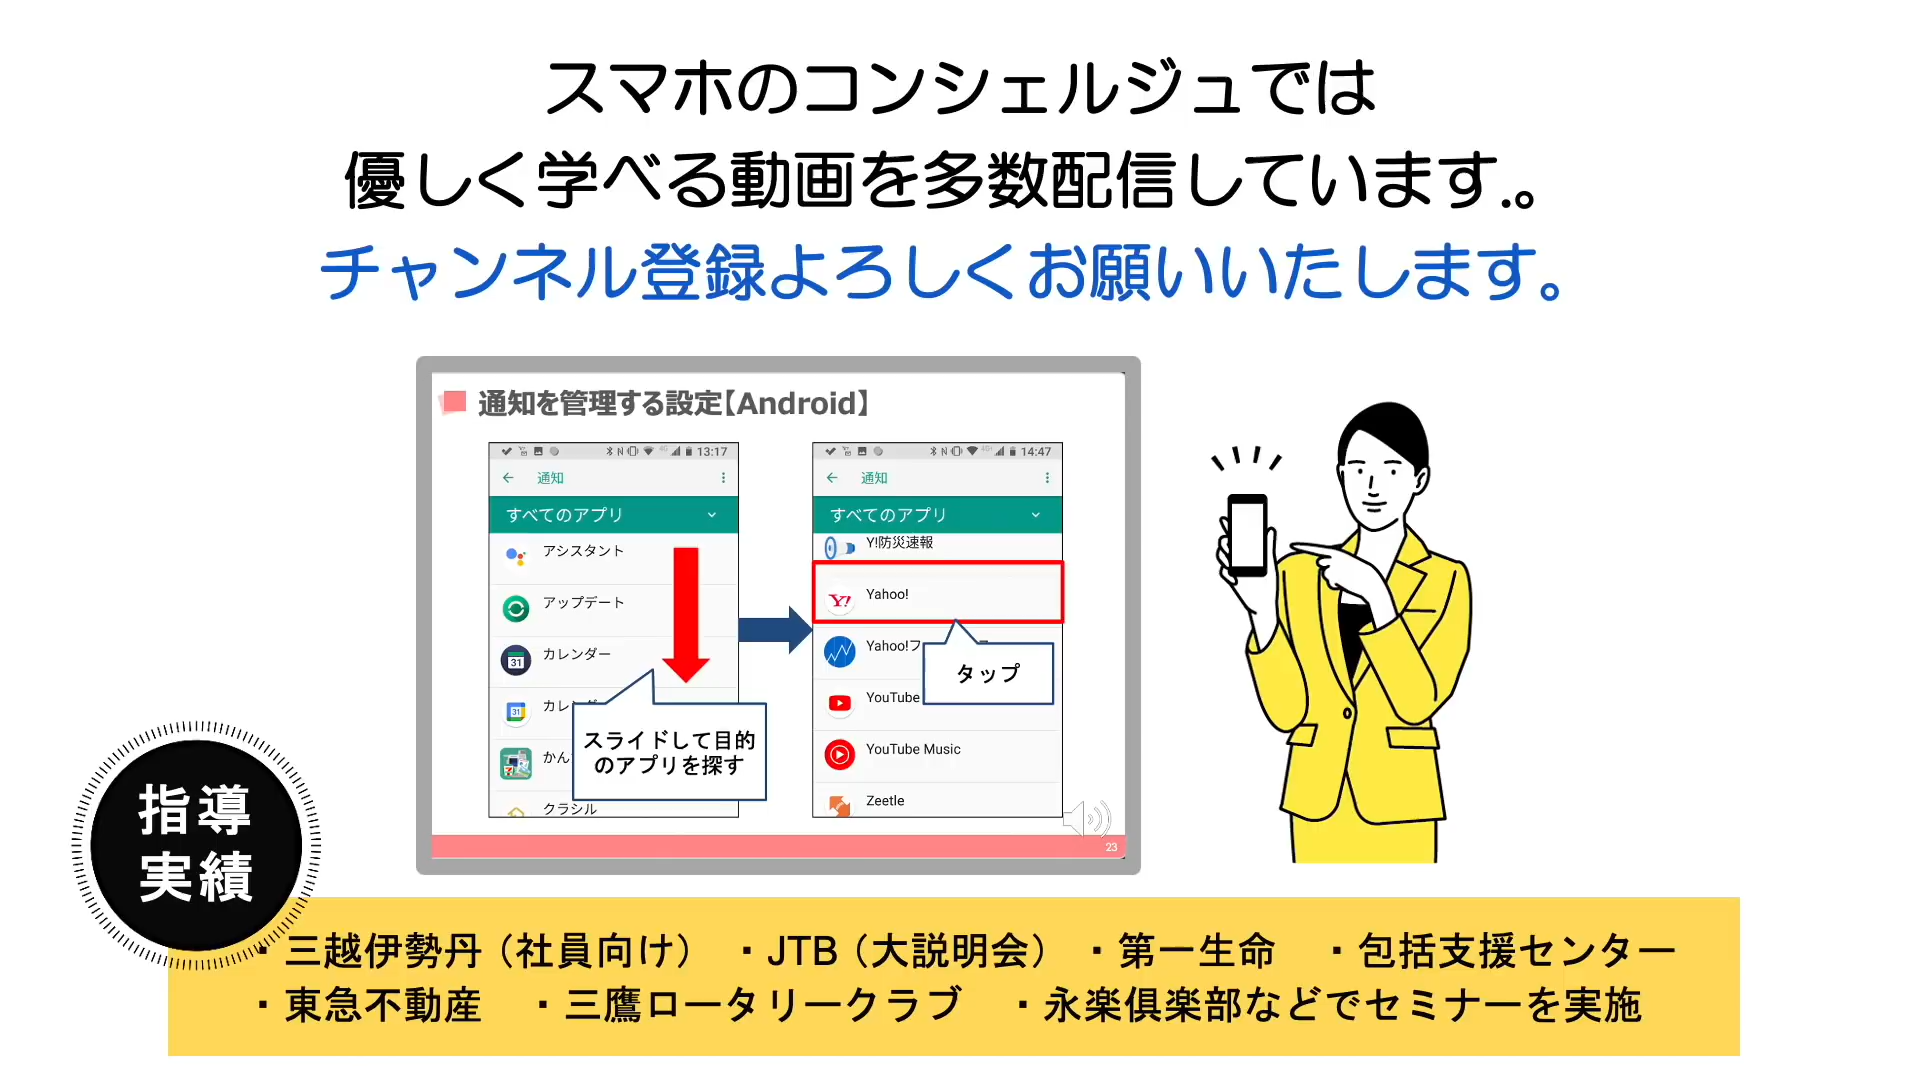 スマホのコンシェルジュでは
優しく学べる動画を多数配信しています.。
チャンネル登録よろしくお願いいたします。
通知を管理する設定【Android】
13:17
通知
すべてのアプリ
アシスタント
アップデート
カレンダー
カレンダ
かん
クラシル
スライドして目的
のアプリを探す
4G+ 14:47
通知
すべてのアプリ
Y!防災速報
Y! Yahoo!
Yahoo!フ
タップ
YouTube
YouTube Music
Zeetle
23
指導
実績
・三越伊勢丹（社員向け） ・JTB（大説明会） ・第一生命 ・包括支援センター
・東急不動産 ・三鷹ロータリークラブ ・永楽倶楽部などでセミナーを実施